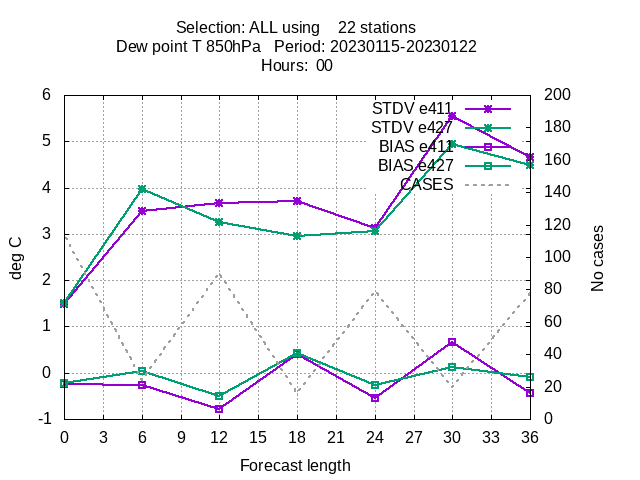 Selection: ALL using    22 stations
Dew point T 850hPa   Period: 20230115-20230122
Hours:  00
STDV e411
STDV e427
BIAS e411
BIAS e427
CASES
6
5
4
3
2
1
0
-1
200
180
160
140
120
100
80
60
40
20
0
deg C
No cases
0 3 6 9 12 15 18 21 24 27 30 33 36
Forecast length